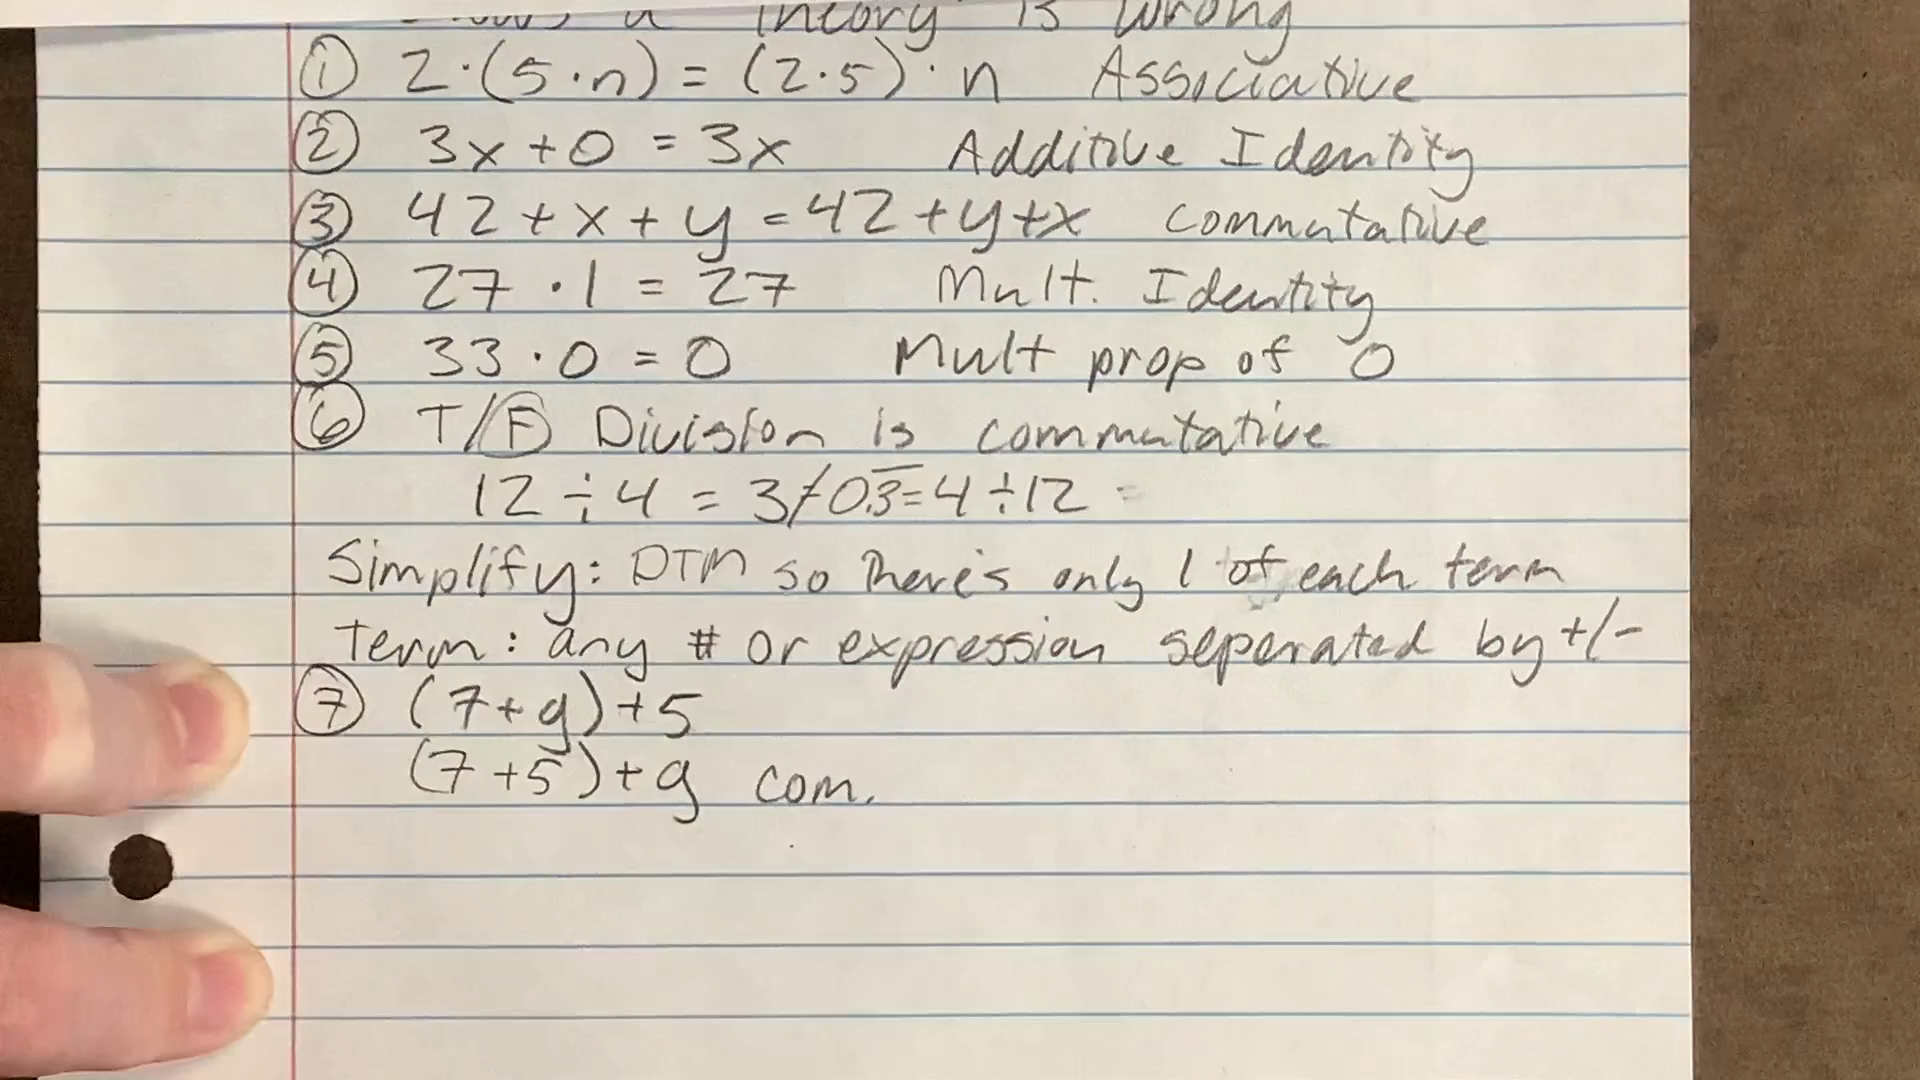 a Theory is wrong
① 2·(5·n) = (2·5)·n Associative
② 3x+0 = 3x Additive Identity
③ 42+x+y=42+y+x commutative
④ 27·1 = 27 Mult. Identity
⑤ 33·0=0 Mult prop of 0
⑥ T/Ⓕ Division is commutative
12÷4 = 3≠0.3̅=4÷12 =
Simplify: DTM so There's only 1 of each term
Term: any # or expression seperated by +/-
⑦ (7+g)+5
(7+5)+g com.